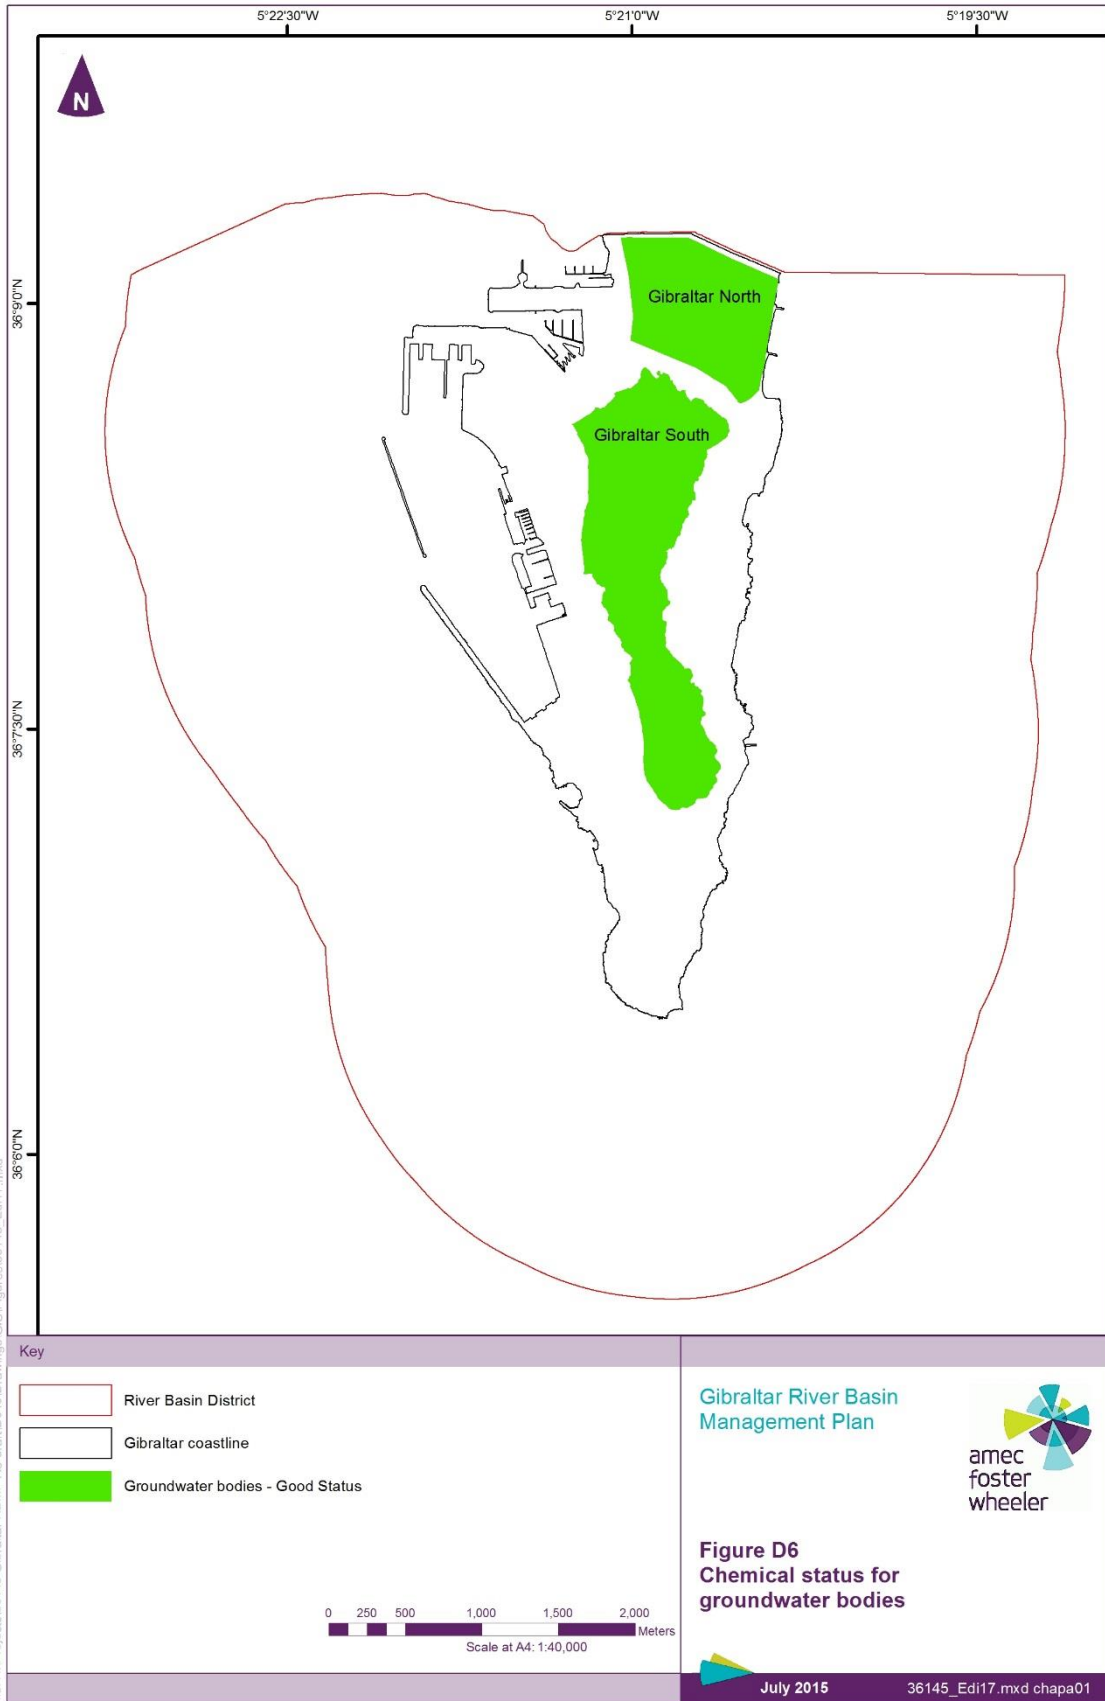 5°22'30"W
5°21'0"W
5°19'30"W
N
36°9'0"N
Gibraltar North
Gibraltar South
36°7'30"N
36°6'0"N
Key
River Basin District
Gibraltar coastline
Groundwater bodies - Good Status
0 250 500 1,000 1,500 2,000
Meters
Scale at A4: 1:40,000
Gibraltar River Basin
Management Plan
amec
foster
wheeler
Figure D6
Chemical status for
groundwater bodies
July 2015
36145_Edi17.mxd chapa01